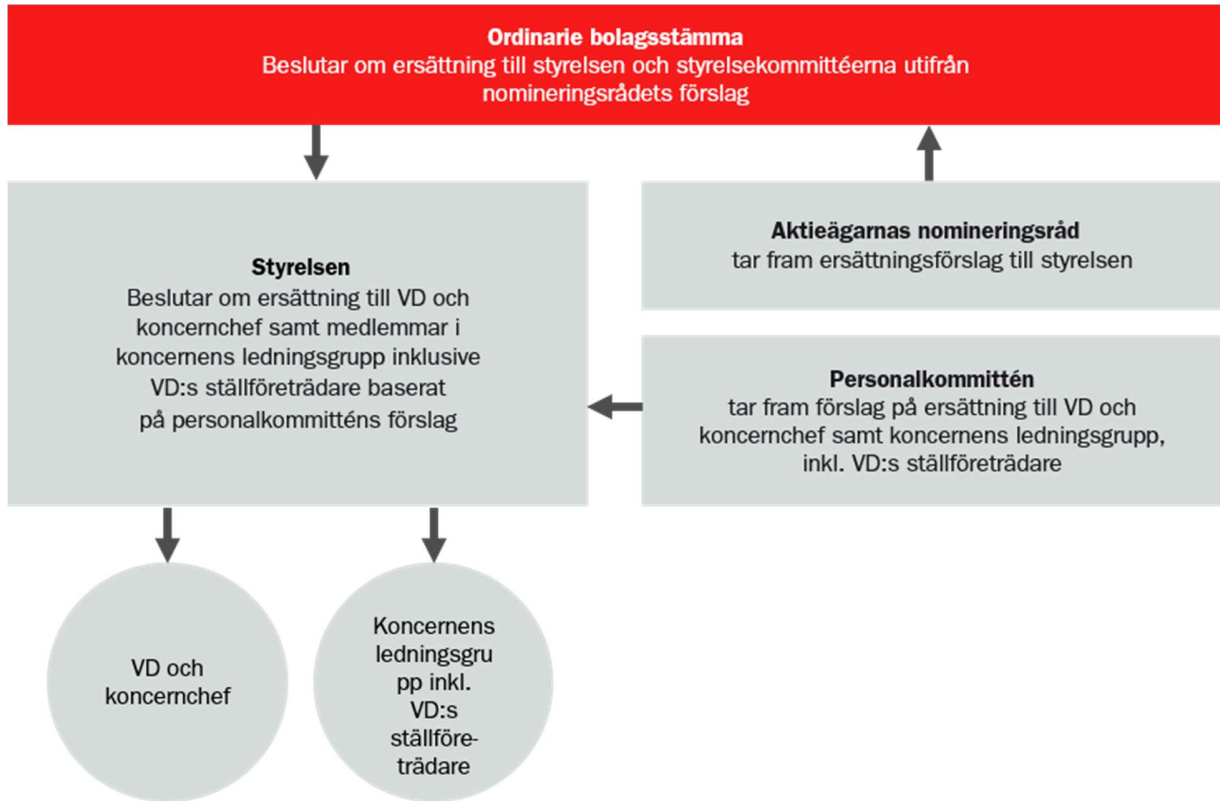 Ordinarie bolagsstämma
Beslutar om ersättning till styrelsen och styrelsekommittéerna utifrån
nomineringsrådets förslag
Styrelsen
Beslutar om ersättning till VD och
koncernchef samt medlemmar i
koncernens ledningsgrupp inklusive
VD:s ställföreträdare baserat
på personalkommitténs förslag
Aktieägarnas nomineringsråd
tar fram ersättningsförslag till styrelsen
Personalkommittén
tar fram förslag på ersättning till VD och
koncernchef samt koncernens ledningsgrupp,
inkl. VD:s ställföreträdare
VD och
koncernchef
Koncernens
ledningsgru
pp inkl.
VD:s
ställföre-
trädare